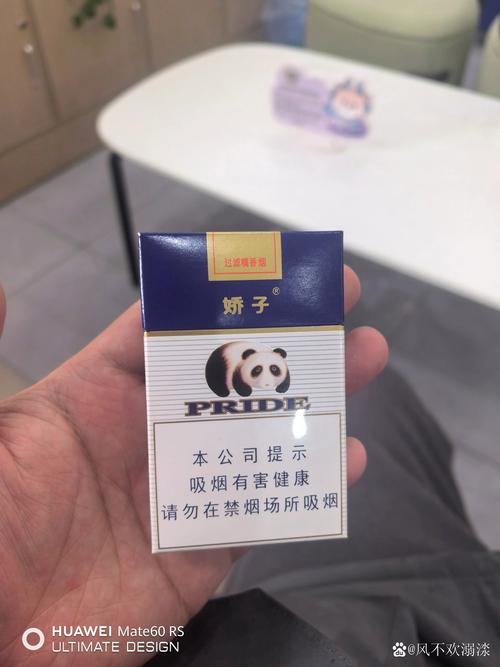 过滤嘴香烟
娇子®
PRIDE
本公司提示
吸烟有害健康
请勿在禁烟场所吸烟
HUAWEI Mate60 RS
ULTIMATE DESIGN
@风不欢溺渿